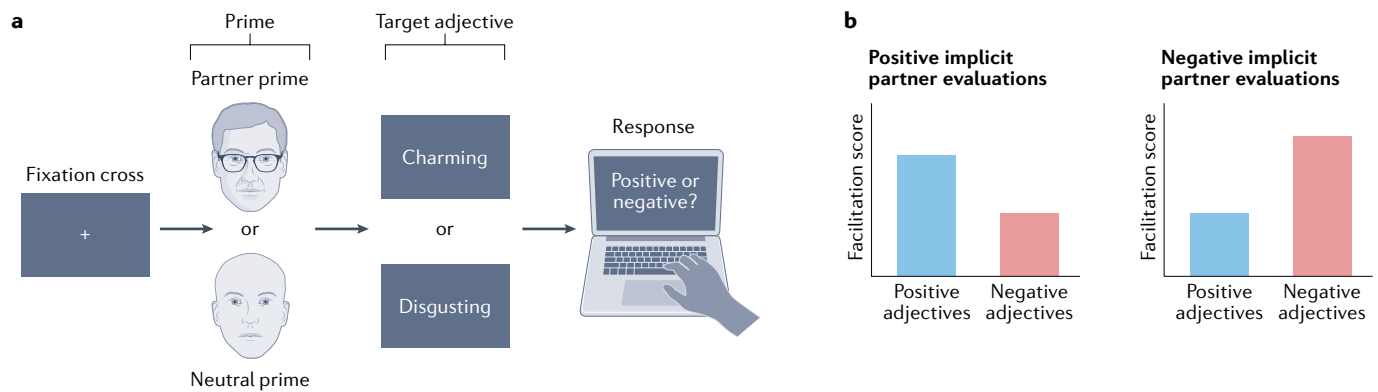 a
Prime
Target adjective
Partner prime
Fixation cross
+
or
Neutral prime
Charming
or
Disgusting
Response
Positive or
negative?
b
Positive implicit
partner evaluations
Facilitation score
Positive
adjectives
Negative
adjectives
Negative implicit
partner evaluations
Facilitation score
Positive
adjectives
Negative
adjectives